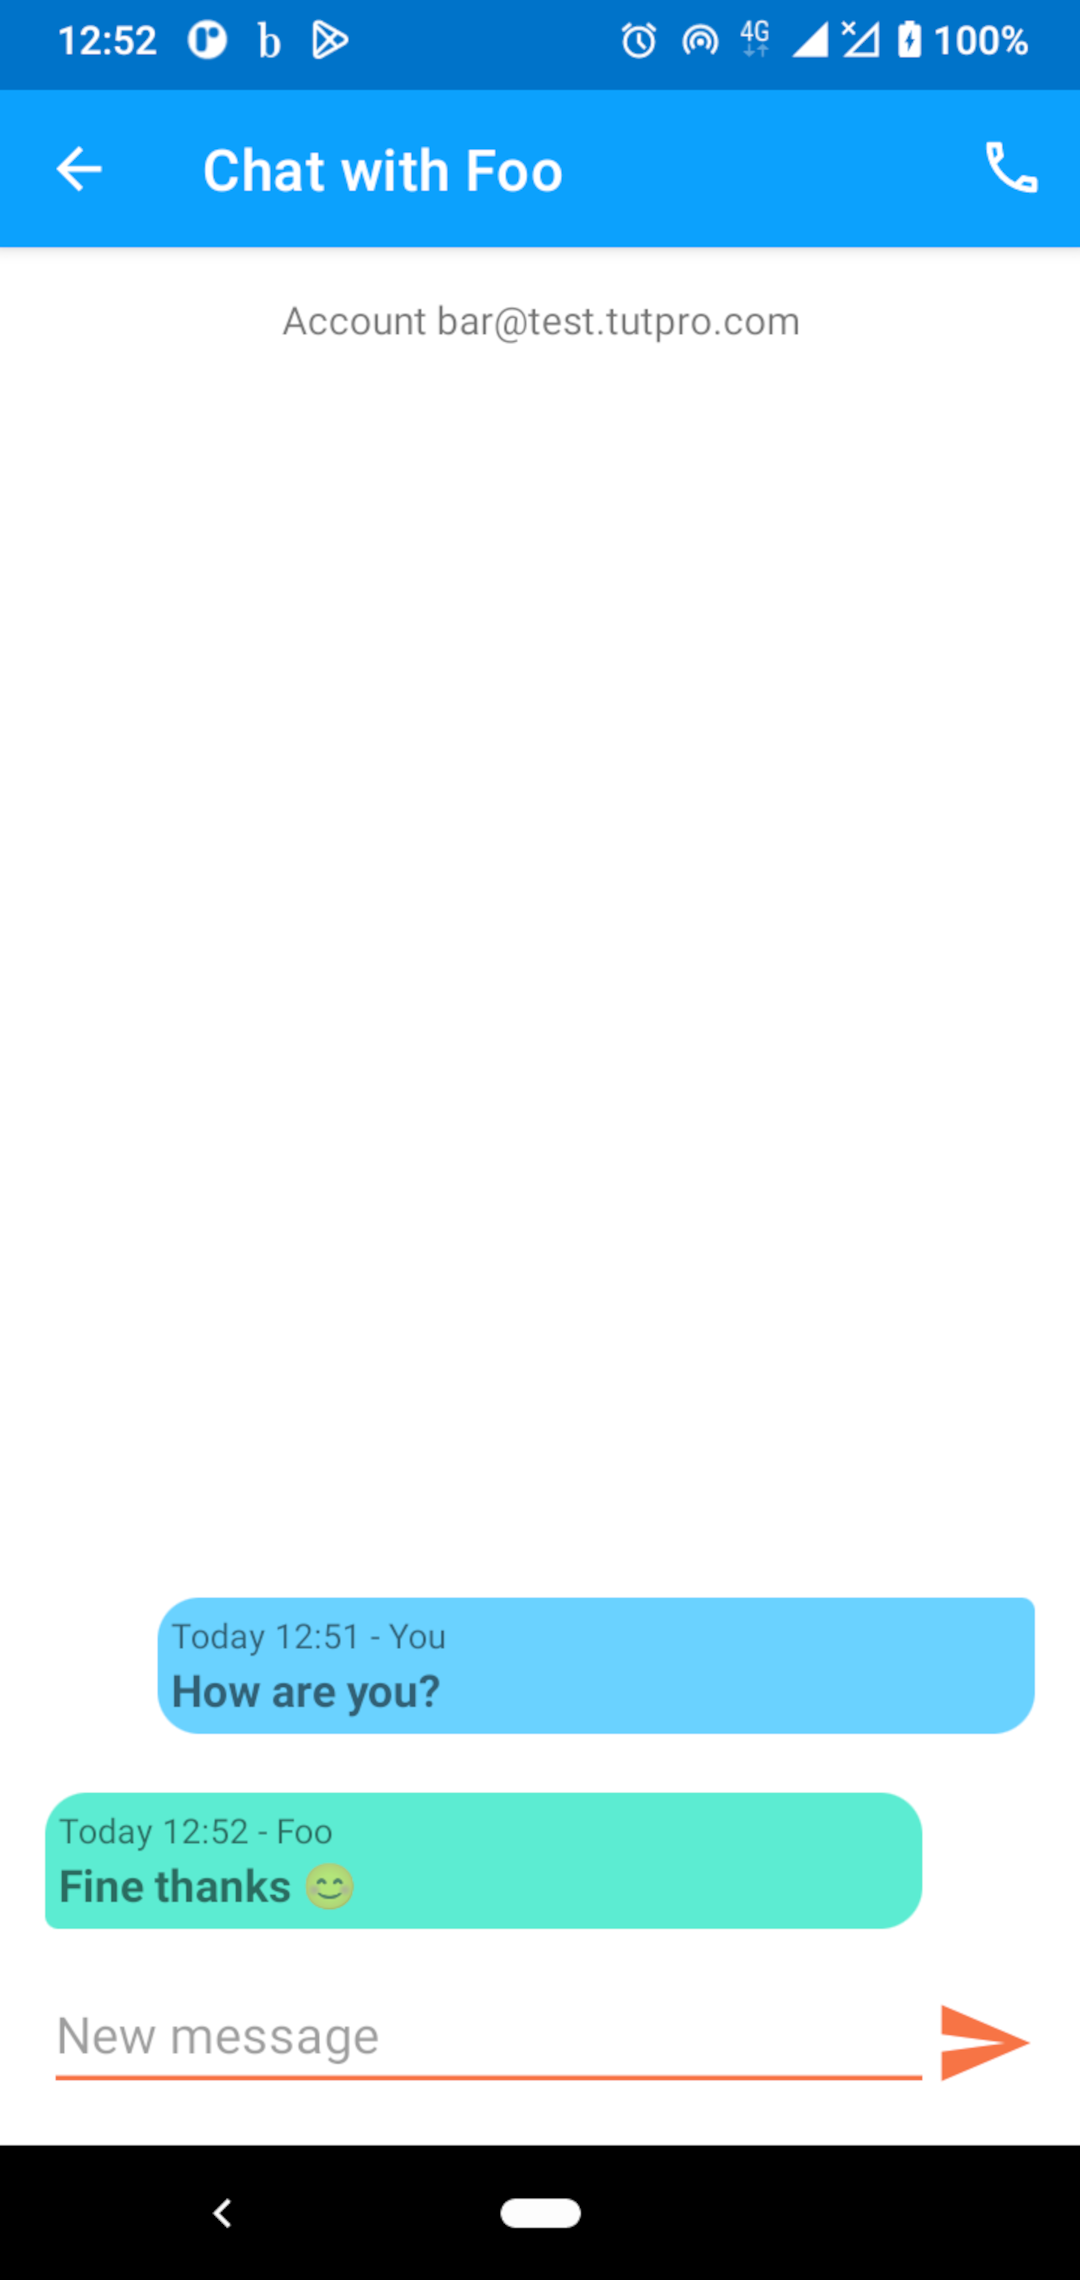 12:52 b 4G 100%
Chat with Foo
Account bar@test.tutpro.com
Today 12:51 - You
How are you?
Today 12:52 - Foo
Fine thanks 😊
New message